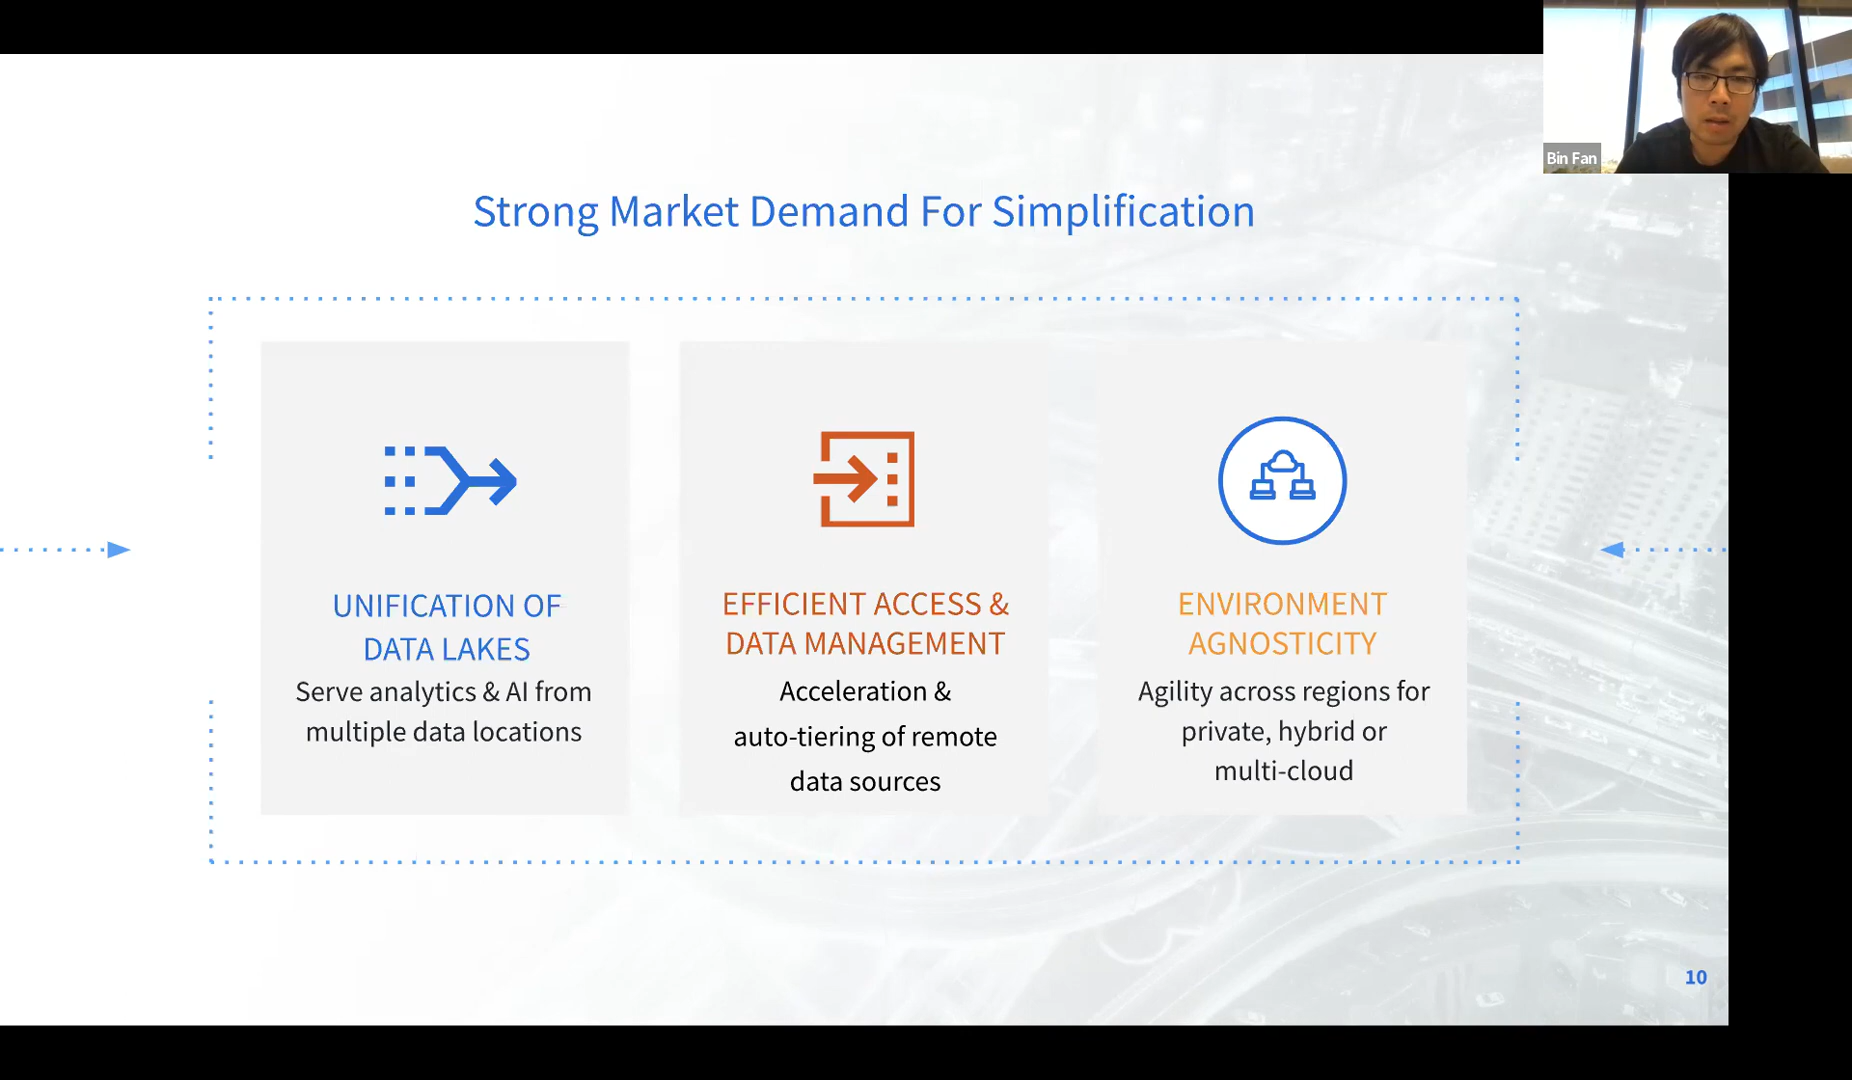 Bin Fan
Strong Market Demand For Simplification
UNIFICATION OF
DATA LAKES
Serve analytics & AI from
multiple data locations
EFFICIENT ACCESS &
DATA MANAGEMENT
Acceleration &
auto-tiering of remote
data sources
ENVIRONMENT
AGNOSTICITY
Agility across regions for
private, hybrid or
multi-cloud
10